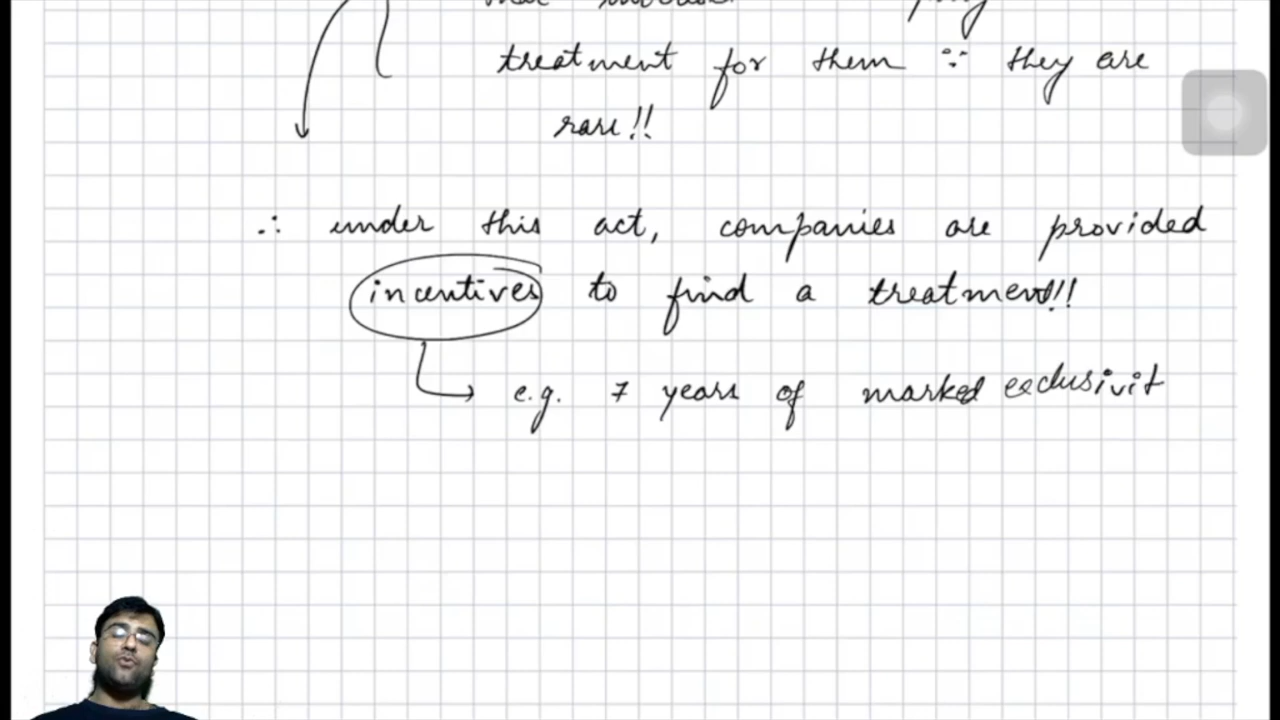 treatment for them ∵ they are
rare!!
∴ under this act, companies are provided
incentives to find a treatment!!
e.g. 7 years of marked exclusivit